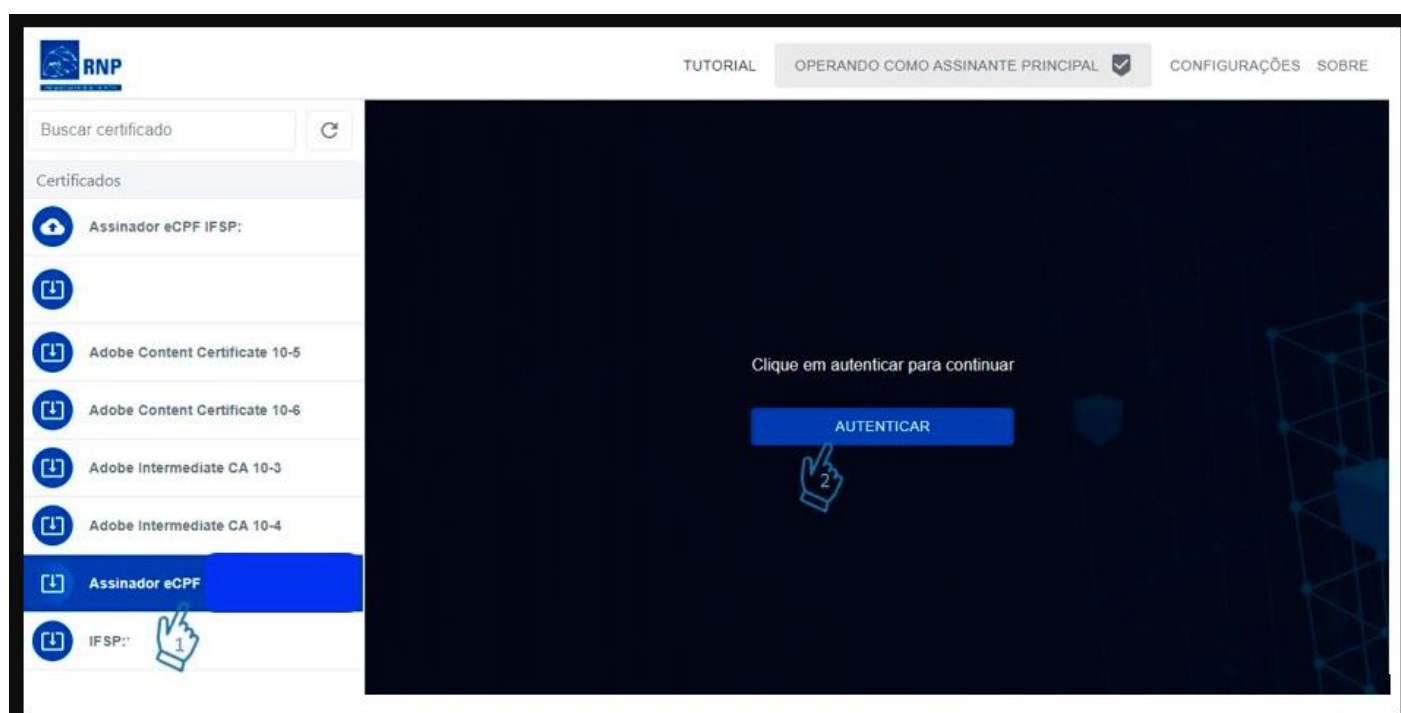 RNP
TUTORIAL
OPERANDO COMO ASSINANTE PRINCIPAL
CONFIGURAÇÕES
SOBRE
Buscar certificado
Certificados
Assinador eCPF IFSP:
Adobe Content Certificate 10-5
Adobe Content Certificate 10-6
Adobe Intermediate CA 10-3
Adobe Intermediate CA 10-4
Assinador eCPF
1
IFSP:
Clique em autenticar para continuar
AUTENTICAR
2